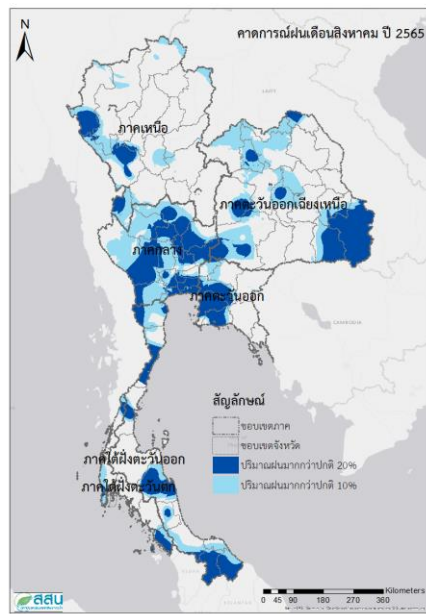 คาดการณ์ฝนเดือนสิงหาคม ปี 2565
N
LAOS
ภาคเหนือ
ภาคตะวันออกเฉียงเหนือ
ภาคกลาง
ภาคตะวันออก
CAMBODIA
ภาคใต้ฝั่งตะวันออก
ภาคใต้ฝั่งตะวันตก
สัญลักษณ์
ขอบเขตภาค
ขอบเขตจังหวัด
ปริมาณฝนมากกว่าปกติ 20%
ปริมาณฝนมากกว่าปกติ 10%
Kilometers
0 45 90 180 270 360
สสน